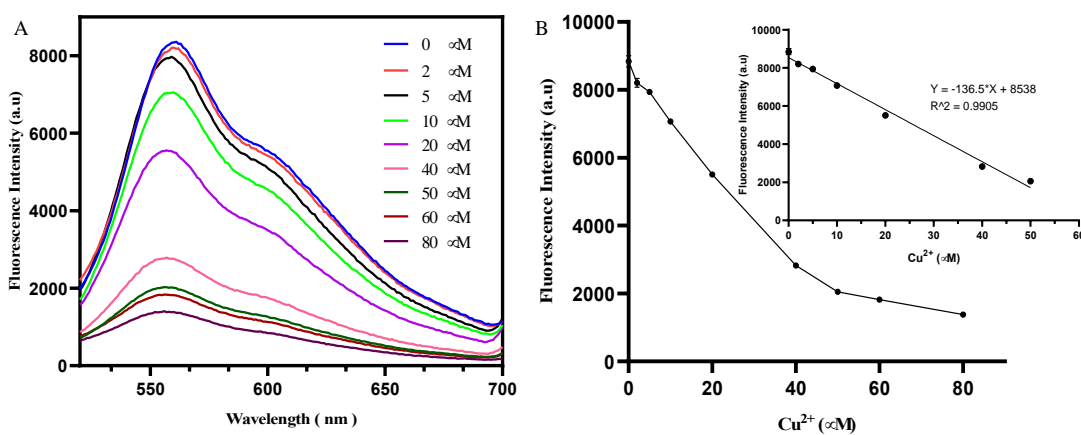 A
Fluorescence Intensity (a.u)
8000
6000
4000
2000
0
550
600
650
700
Wavelength ( nm )
0 ∝M
2 ∝M
5 ∝M
10 ∝M
20 ∝M
40 ∝M
50 ∝M
60 ∝M
80 ∝M
B
Fluorescence Intensity (a.u)
10000
8000
6000
4000
2000
0
0
20
40
60
80
Cu²⁺ (∝M)
Fluorescence Intensity (a.u)
10000
8000
6000
4000
2000
0
0
10
20
30
40
50
60
Cu²⁺ (∝M)
Y = -136.5*X + 8538
R^2 = 0.9905